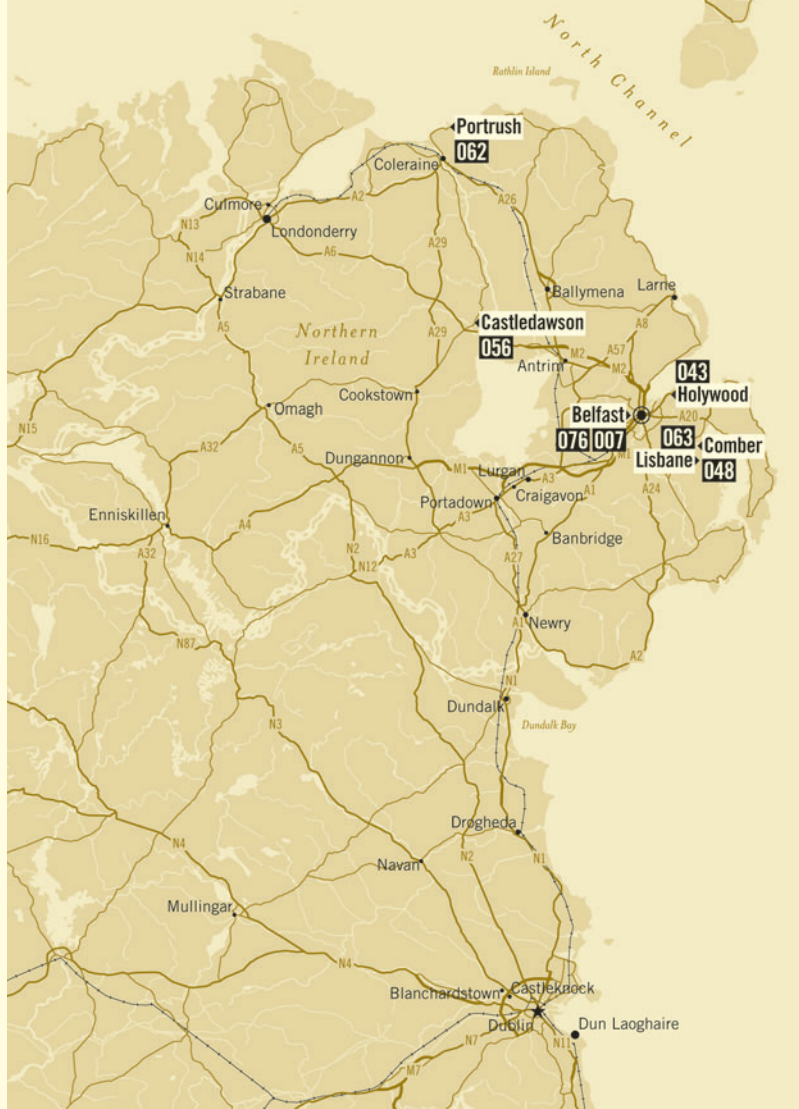 North Channel
Rathlin Island
Portrush
062
Coleraine
Culmore
A2
A26
N13
Londonderry
N14
A6
A29
Strabane
Ballymena
Larne
Castledawson
056
A5
Northern
Ireland
A29
A8
M2
A57
Antrim
M2
043
Holywood
Cookstown
Omagh
Belfast
A20
076 007
063
Comber
N15
A32
A5
Dungannon
M1
Lurgan
A3
M1
Lisbane
048
Portadown
Craigavon
A1
A24
Enniskillen
A4
A3
N16
A32
N2
N12
A3
A27
Banbridge
N87
A1
Newry
A2
N1
Dundalk
Dundalk Bay
N3
Drogheda
N4
N2
N1
Navan
Mullingar
N4
Blanchardstown
Castleknock
Dublin
Dun Laoghaire
N7
N11
M7